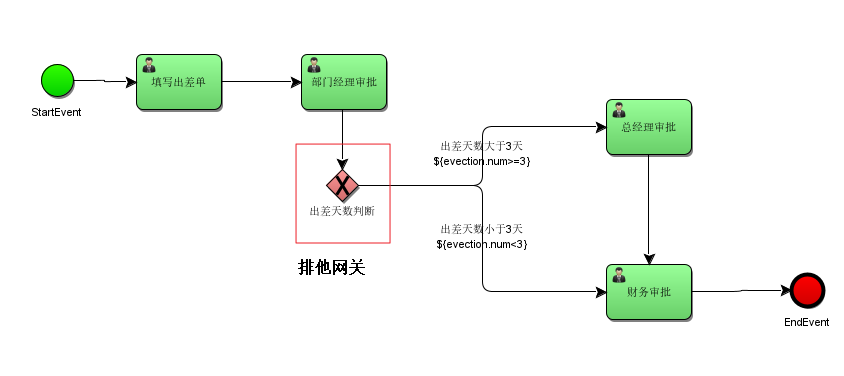 StartEvent
填写出差单
部门经理审批
出差天数判断
排他网关
出差天数大于3天
${evection.num>=3}
出差天数小于3天
${evection.num<3}
总经理审批
财务审批
EndEvent